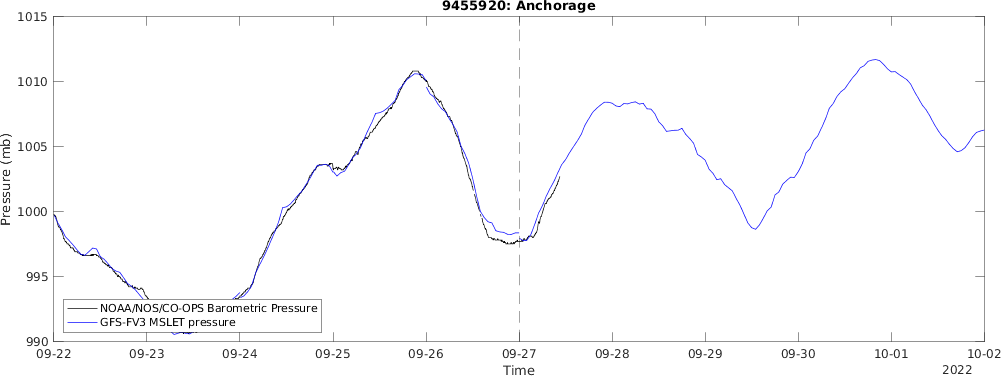 9455920: Anchorage
1015
1010
1005
1000
995
990
Pressure (mb)
NOAA/NOS/CO-OPS Barometric Pressure
GFS-FV3 MSLET pressure
09-22 09-23 09-24 09-25 09-26 09-27 09-28 09-29 09-30 10-01 10-02
Time
2022